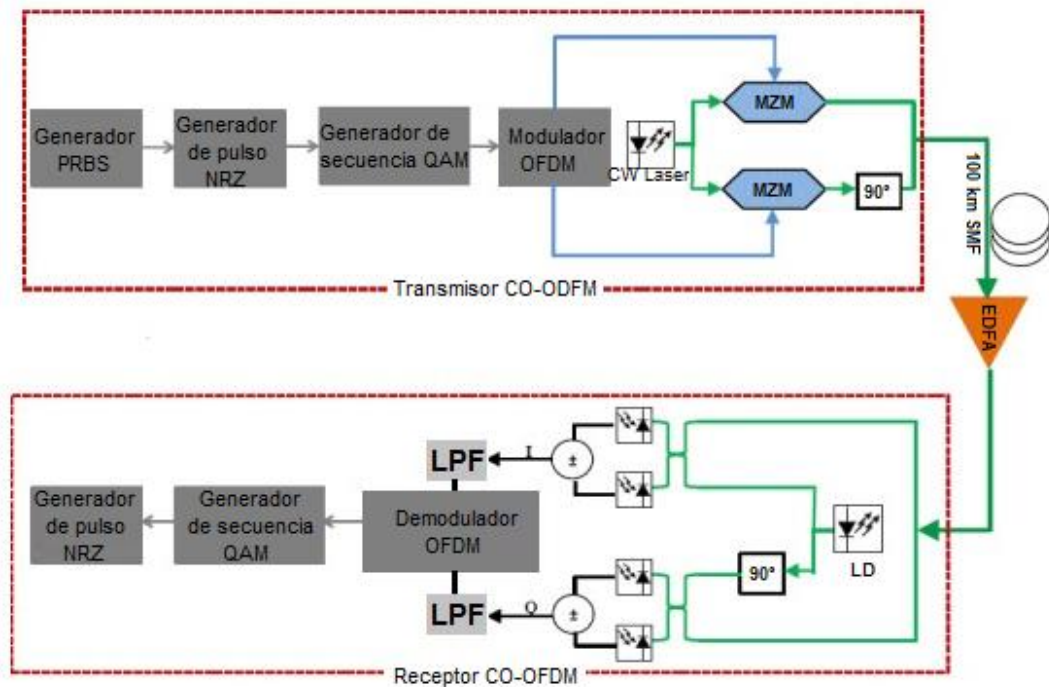 Generador
PRBS
Generador
de pulso
NRZ
Generador de
secuencia QAM
Modulador
OFDM
CW Laser
MZM
MZM
90°
Transmisor CO-ODFM
100 km SMF
EDFA
Generador
de pulso
NRZ
Generador
de secuencia
QAM
LPF
Demodulador
OFDM
LPF
I
±
Q
±
90°
LD
Receptor CO-OFDM